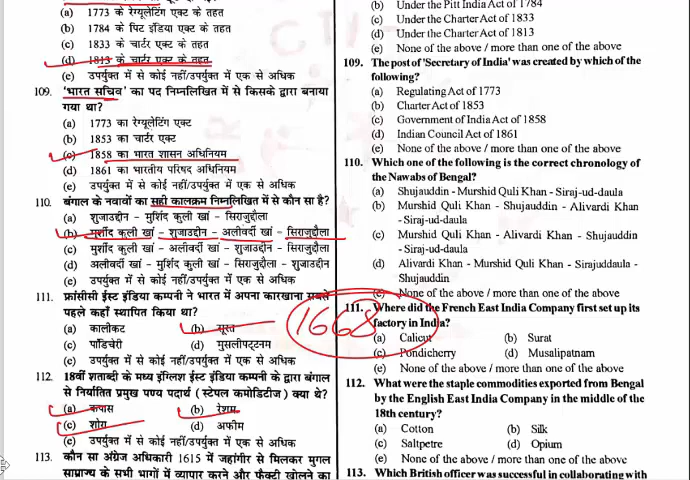 (a) 1773 के रेग्यूलेटिंग एक्ट के तहत
(b) 1784 के पिट इंडिया एक्ट के तहत
(c) 1833 के चार्टर एक्ट के तहत
(d) 1813 के चार्टर एक्ट के तहत
(e) उपर्युक्त में से कोई नहीं/उपर्युक्त में एक से अधिक
109. 'भारत सचिव' का पद निम्नलिखित में से किसके द्वारा बनाया
गया था?
(a) 1773 का रेग्यूलेटिंग एक्ट
(b) 1853 का चार्टर एक्ट
(c) 1858 का भारत शासन अधिनियम
(d) 1861 का भारतीय परिषद अधिनियम
(e) उपर्युक्त में से कोई नहीं/उपर्युक्त में एक से अधिक
110. बंगाल के नवाबों का सही कालक्रम निम्नलिखित में से कौन सा है?
(a) शुजाउद्दीन - मुर्शिद कुली खां - सिराजुद्दौला
(b) मुर्शीद कुली खां - शुजाउद्दीन - अलीवर्दी खां - सिराजुद्दौला
(c) मुर्शीद कुली खां - अलीवर्दी खां - शुजाउद्दीन - सिराजुद्दौला
(d) अलीवर्दी खां - मुर्शिद कुली खां - सिराजुद्दौला - शुजाउद्दीन
(e) उपर्युक्त में से कोई नहीं/उपर्युक्त में एक से अधिक
111. फ्रांसीसी ईस्ट इंडिया कम्पनी ने भारत में अपना कारखाना सबसे
पहले कहाँ स्थापित किया था?
(a) कालीकट (b) सूरत
(c) पाँडिचेरी (d) मुसलीपट्टनम
(e) उपर्युक्त में से कोई नहीं/उपर्युक्त में एक से अधिक
112. 18वीं शताब्दी के मध्य इंग्लिश ईस्ट इंडिया कम्पनी के द्वारा बंगाल
से निर्यातित प्रमुख पण्य पदार्थ (स्टेपल कमोडिटीज) क्या थे?
(a) कपास (b) रेशम
(c) शोरा (d) अफीम
(e) उपर्युक्त में से कोई नहीं/उपर्युक्त में एक से अधिक
113. कौन सा अंग्रेज अधिकारी 1615 में जहांगीर से मिलकर मुगल
साम्राज्य के सभी भागों में व्यापार करने और फैक्ट्री खोलने का
1668
(b) Under the Pitt India Act of 1784
(c) Under the Charter Act of 1833
(d) Under the Charter Act of 1813
(e) None of the above / more than one of the above
109. The post of 'Secretary of India' was created by which of the
following?
(a) Regulating Act of 1773
(b) Charter Act of 1853
(c) Government of India Act of 1858
(d) Indian Council Act of 1861
(e) None of the above / more than one of the above
110. Which one of the following is the correct chronology of
the Nawabs of Bengal?
(a) Shujauddin - Murshid Quli Khan - Siraj-ud-daula
(b) Murshid Quli Khan - Shujauddin - Alivardi Khan
- Siraj-ud-daula
(c) Murshid Quli Khan - Alivardi Khan - Shujauddin
- Siraj-ud-daula
(d) Alivardi Khan - Murshid Quli Khan - Sirajuddaula -
Shujauddin
(e) None of the above / more than one of the above
111. Where did the French East India Company first set up its
factory in India?
(a) Calicut (b) Surat
(c) Pondicherry (d) Musalipatnam
(e) None of the above / more than one of the above
112. What were the staple commodities exported from Bengal
by the English East India Company in the middle of the
18th century?
(a) Cotton (b) Silk
(c) Saltpetre (d) Opium
(e) None of the above / more than one of the above
113. Which British officer was successful in collaborating with